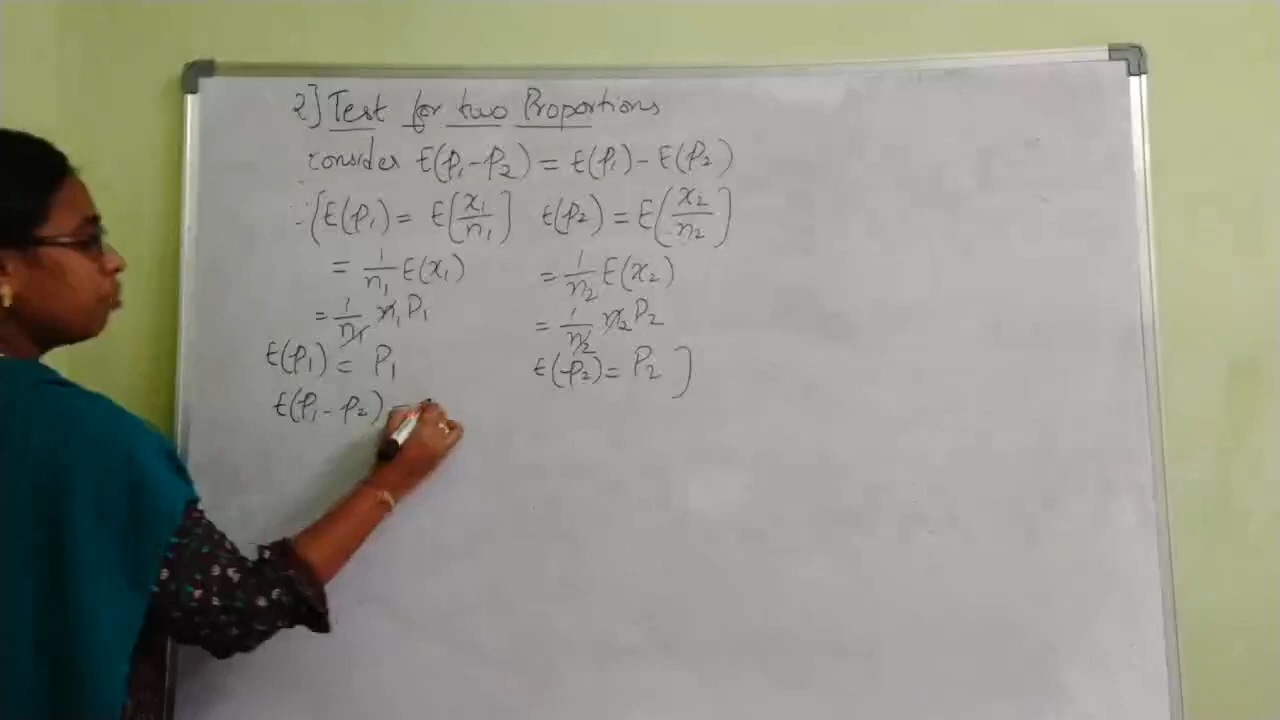 2] Test for two Proportions
consider E(p₁-p₂) = E(p₁) - E(p₂)
∴ [E(p₁) = E[x₁/n₁] E(p₂) = E[x₂/n₂]
= 1/n₁ E(x₁) = 1/n₂ E(x₂)
= 1/n₁ n₁P₁ = 1/n₂ n₂P₂
E(p₁) = P₁ E(p₂) = P₂ ]
E(p₁-p₂) =